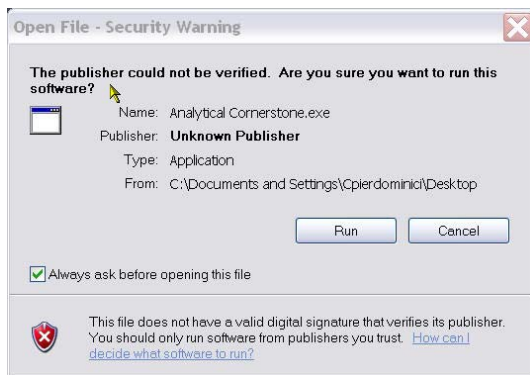 Open File - Security Warning
The publisher could not be verified. Are you sure you want to run this
software?
Name: Analytical Cornerstone.exe
Publisher: Unknown Publisher
Type: Application
From: C:\Documents and Settings\Cpierdominici\Desktop
Run Cancel
Always ask before opening this file
This file does not have a valid digital signature that verifies its publisher.
You should only run software from publishers you trust. How can I
decide what software to run?